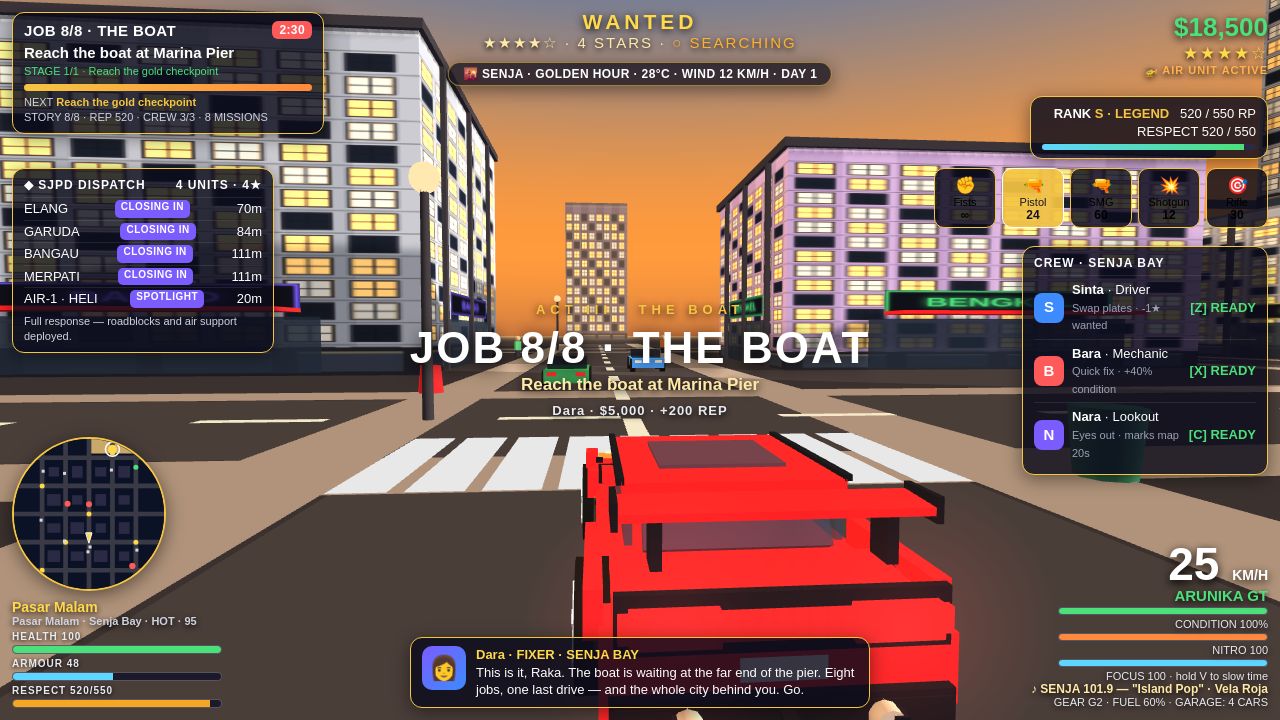 JOB 8/8 · THE BOAT 2:30
Reach the boat at Marina Pier
STAGE 1/1 · Reach the gold checkpoint
NEXT Reach the gold checkpoint
STORY 8/8 · REP 520 · CREW 3/3 · 8 MISSIONS
WANTED
★★★★☆ · 4 STARS · ○ SEARCHING
SENJA · GOLDEN HOUR · 28°C · WIND 12 KM/H · DAY 1
$18,500
★★★★☆
AIR UNIT ACTIVE
RANK S · LEGEND 520 / 550 RP
RESPECT 520 / 550
Fists Pistol SMG Shotgun Rifle
∞ 24 60 12 30
◆ SJPD DISPATCH 4 UNITS · 4★
ELANG CLOSING IN 70m
GARUDA CLOSING IN 84m
BANGAU CLOSING IN 111m
MERPATI CLOSING IN 111m
AIR-1 · HELI SPOTLIGHT 20m
Full response — roadblocks and air support
deployed.
CREW · SENJA BAY
S Sinta · Driver
Swap plates · -1★
wanted
[Z] READY
B Bara · Mechanic
Quick fix · +40%
condition
[X] READY
N Nara · Lookout
Eyes out · marks map
20s
[C] READY
BENGK
THE BOAT
JOB 8/8 · THE BOAT
Reach the boat at Marina Pier
Dara · $5,000 · +200 REP
Pasar Malam
Pasar Malam · Senja Bay · HOT · 95
HEALTH 100
ARMOUR 48
RESPECT 520/550
Dara · FIXER · SENJA BAY
This is it, Raka. The boat is waiting at the far end of the pier. Eight
jobs, one last drive — and the whole city behind you. Go.
25 KM/H
ARUNIKA GT
CONDITION 100%
NITRO 100
FOCUS 100 · hold V to slow time
♪ SENJA 101.9 — "Island Pop" · Vela Roja
GEAR G2 · FUEL 60% · GARAGE: 4 CARS